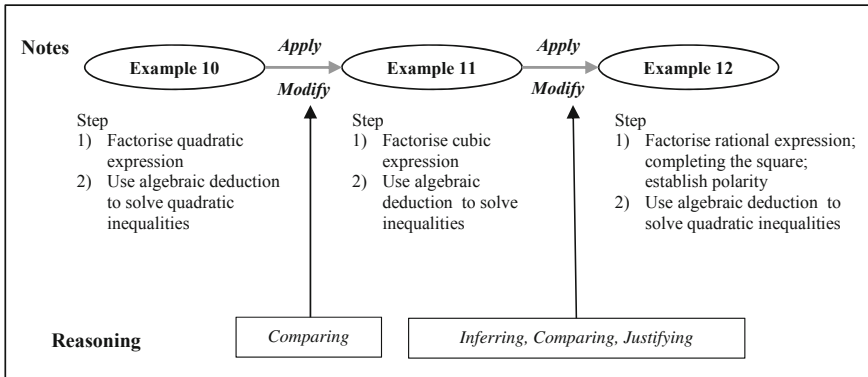 Notes
Apply
Apply
Example 10
Example 11
Example 12
Modify
Modify
Step
1) Factorise quadratic
expression
2) Use algebraic deduction
to solve quadratic
inequalities
Step
1) Factorise cubic
expression
2) Use algebraic
deduction to solve
inequalities
Step
1) Factorise rational expression;
completing the square;
establish polarity
2) Use algebraic deduction to
solve quadratic inequalities
Reasoning
Comparing
Inferring, Comparing, Justifying